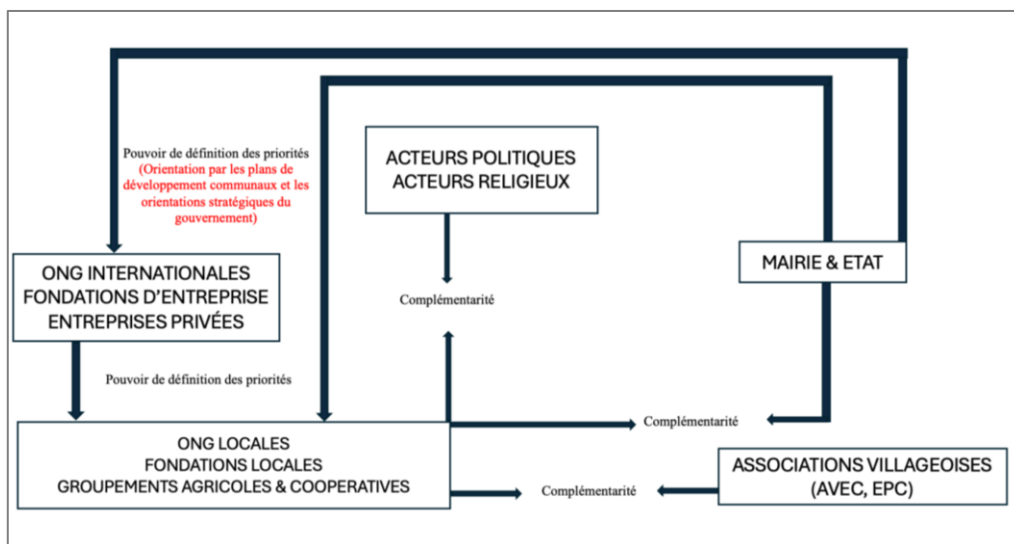 Pouvoir de définition des priorités
(Orientation par les plans de
développement communaux et les
orientations stratégiques du
gouvernement)
ACTEURS POLITIQUES
ACTEURS RELIGIEUX
MAIRIE & ETAT
ONG INTERNATIONALES
FONDATIONS D'ENTREPRISE
ENTREPRISES PRIVÉES
Complémentarité
Pouvoir de définition des priorités
Complémentarité
ONG LOCALES
FONDATIONS LOCALES
GROUPEMENTS AGRICOLES & COOPERATIVES
Complémentarité
ASSOCIATIONS VILLAGEOISES
(AVEC, EPC)